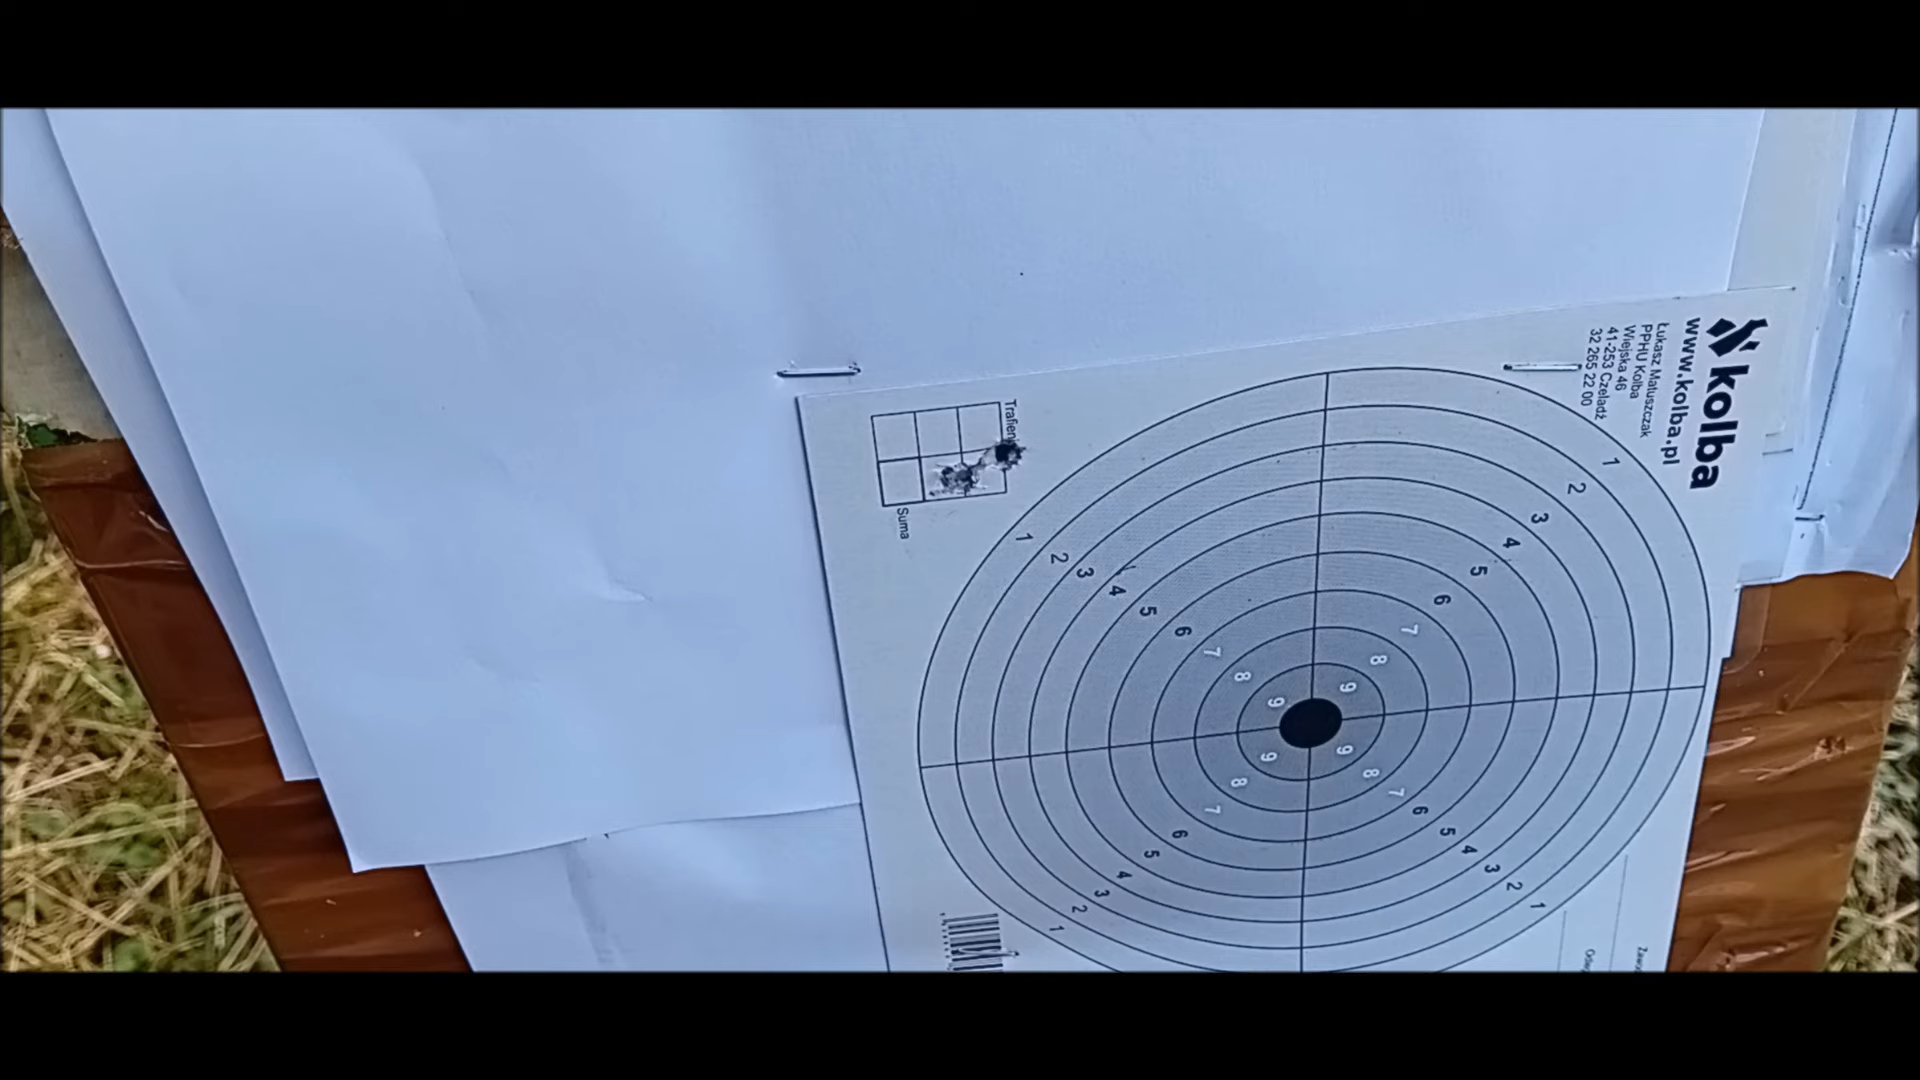 kolba
www.kolba.pl
Łukasz Matuszczak
PPHU Kolba
Wiejska 46
41-253 Czeladź
32 265 22 00
Suma
1 2 3 4 5 6 7 8 9
1 2 3 4 5 6 7 8 9
9 8 7 6 5 4 3 2 1
9 8 7 6 5 4 3 2 1